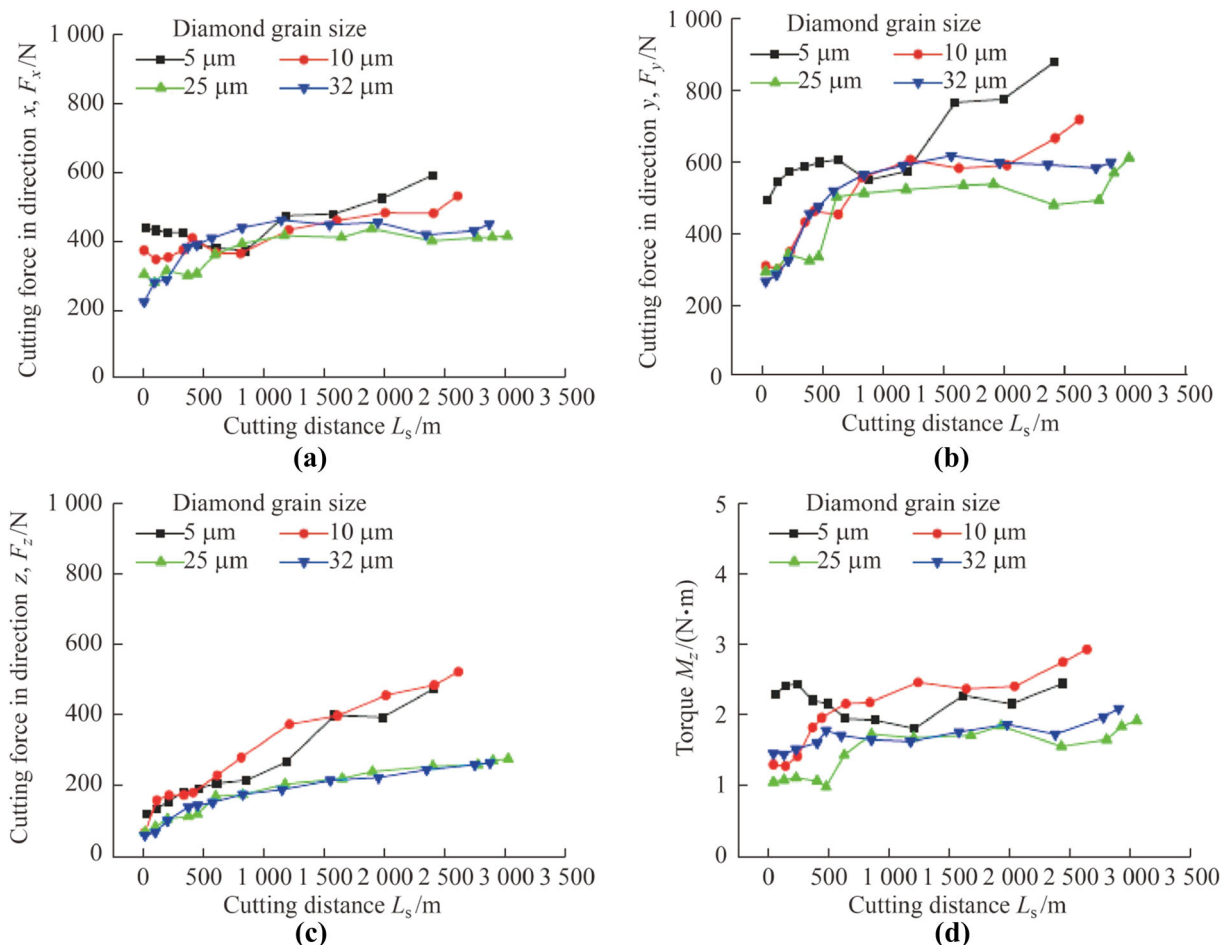 Diamond grain size
5 μm 10 μm
25 μm 32 μm
Cutting force in direction x, Fx/N
1 000
800
600
400
200
0
0 500 1 000 1 500 2 000 2 500 3 000 3 500
Cutting distance Ls/m
(a)
Diamond grain size
5 μm 10 μm
25 μm 32 μm
Cutting force in direction y, Fy/N
1 000
800
600
400
200
0
0 500 1 000 1 500 2 000 2 500 3 000 3 500
Cutting distance Ls/m
(b)
Diamond grain size
5 μm 10 μm
25 μm 32 μm
Cutting force in direction z, Fz/N
1 000
800
600
400
200
0
0 500 1 000 1 500 2 000 2 500 3 000 3 500
Cutting distance Ls/m
(c)
Diamond grain size
5 μm 10 μm
25 μm 32 μm
Torque Mz/(N·m)
5
4
3
2
1
0
0 500 1 000 1 500 2 000 2 500 3 000 3 500
Cutting distance Ls/m
(d)